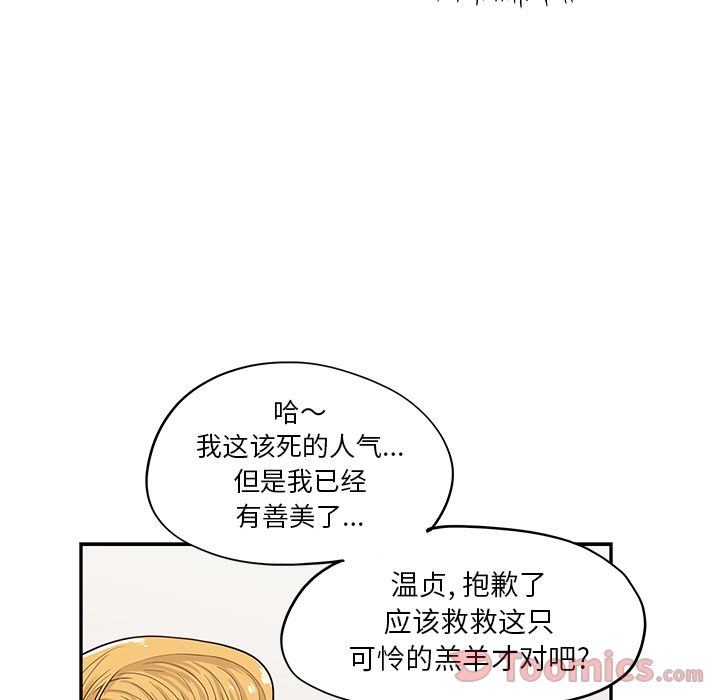 哈～
我这该死的人气...
但是我已经
有善美了...
温贞，抱歉了
应该救救这只
可怜的羔羊才对吧?
Toomics.com